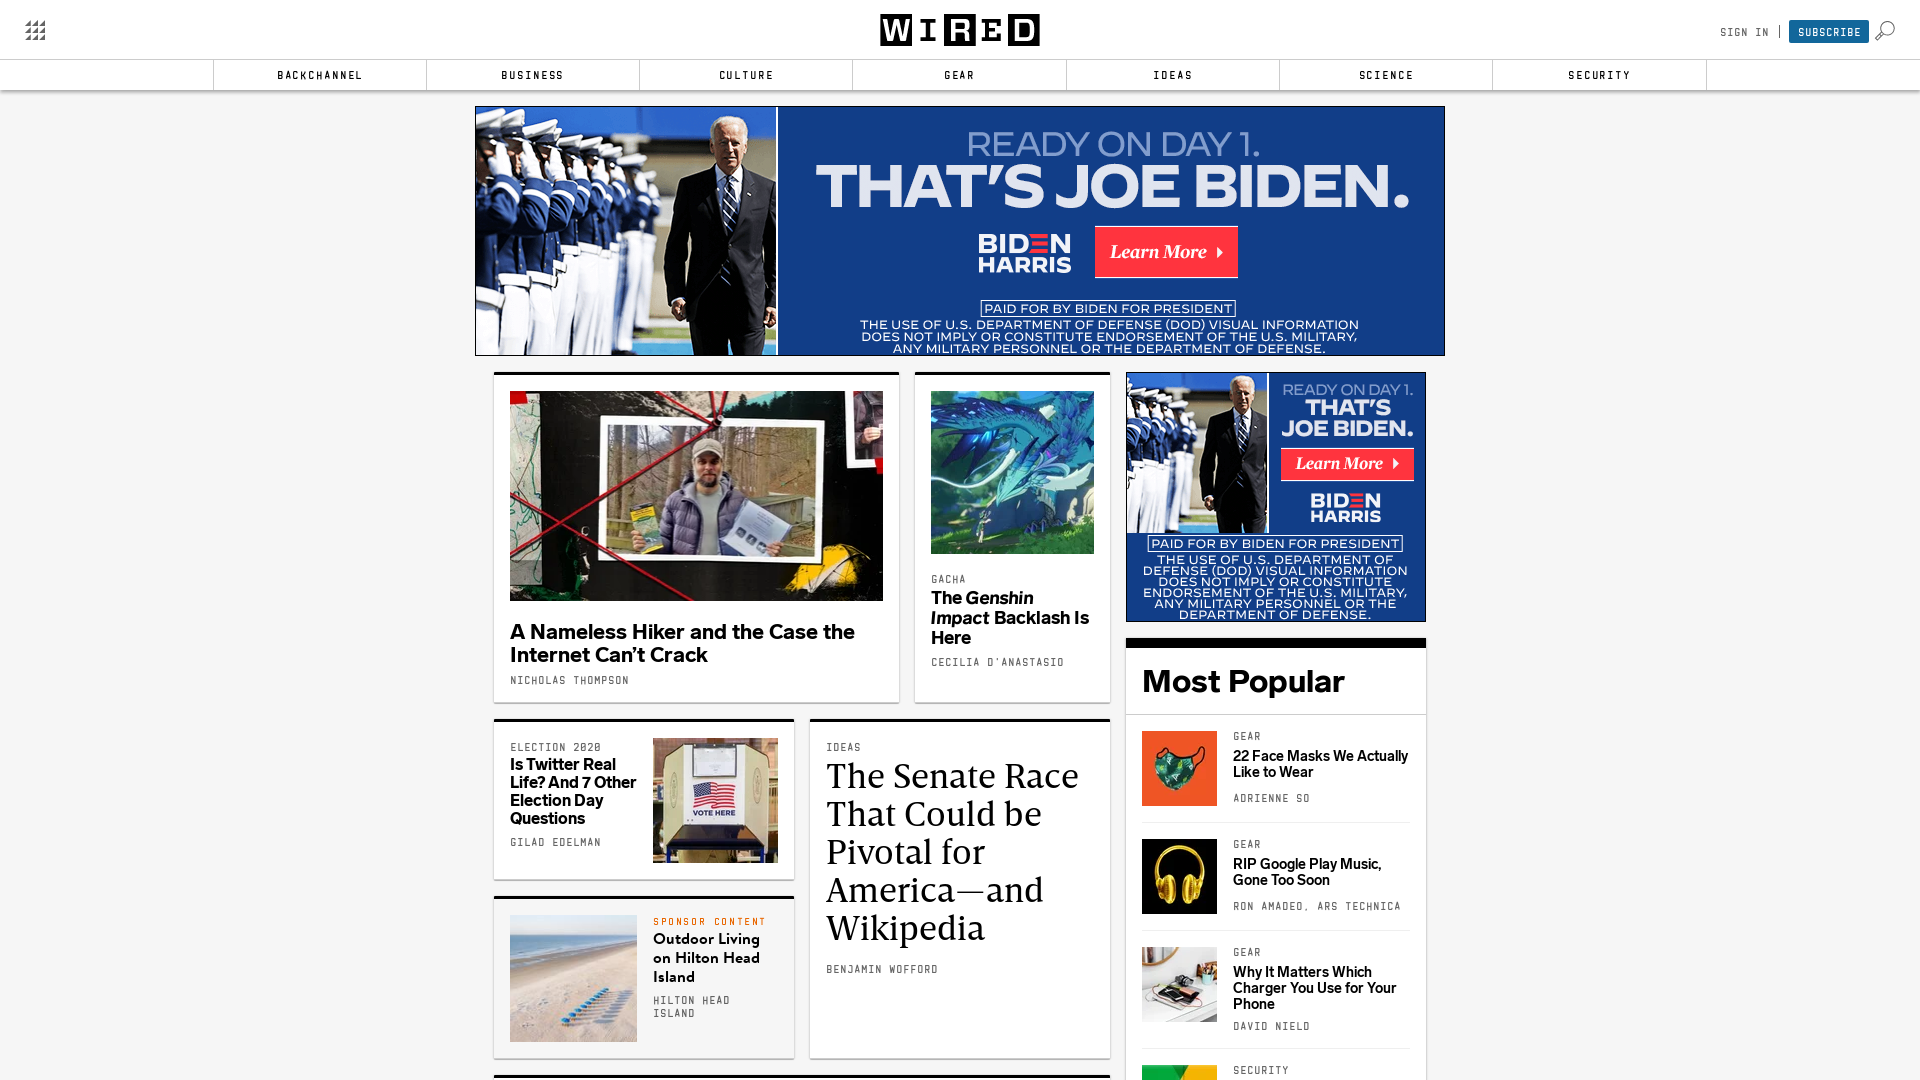 WIRED
SIGN IN
SUBSCRIBE
BACKCHANNEL
BUSINESS
CULTURE
GEAR
IDEAS
SCIENCE
SECURITY
READY ON DAY 1.
THAT'S JOE BIDEN.
BIDEN
HARRIS
Learn More
PAID FOR BY BIDEN FOR PRESIDENT
THE USE OF U.S. DEPARTMENT OF DEFENSE (DOD) VISUAL INFORMATION
DOES NOT IMPLY OR CONSTITUTE ENDORSEMENT OF THE U.S. MILITARY,
ANY MILITARY PERSONNEL OR THE DEPARTMENT OF DEFENSE.
A Nameless Hiker and the Case the
Internet Can't Crack
NICHOLAS THOMPSON
GACHA
The Genshin
Impact Backlash Is
Here
CECILIA D'ANASTASIO
READY ON DAY 1.
THAT'S
JOE BIDEN.
Learn More
BIDEN
HARRIS
PAID FOR BY BIDEN FOR PRESIDENT
THE USE OF U.S. DEPARTMENT OF
DEFENSE (DOD) VISUAL INFORMATION
DOES NOT IMPLY OR CONSTITUTE
ENDORSEMENT OF THE U.S. MILITARY,
ANY MILITARY PERSONNEL OR THE
DEPARTMENT OF DEFENSE.
ELECTION 2020
Is Twitter Real
Life? And 7 Other
Election Day
Questions
GILAD EDELMAN
VOTE HERE
SPONSOR CONTENT
Outdoor Living
on Hilton Head
Island
HILTON HEAD
ISLAND
IDEAS
The Senate Race
That Could be
Pivotal for
America—and
Wikipedia
BENJAMIN WOFFORD
Most Popular
GEAR
22 Face Masks We Actually
Like to Wear
ADRIENNE SO
GEAR
RIP Google Play Music,
Gone Too Soon
RON AMADEO, ARS TECHNICA
GEAR
Why It Matters Which
Charger You Use for Your
Phone
DAVID NIELD
SECURITY